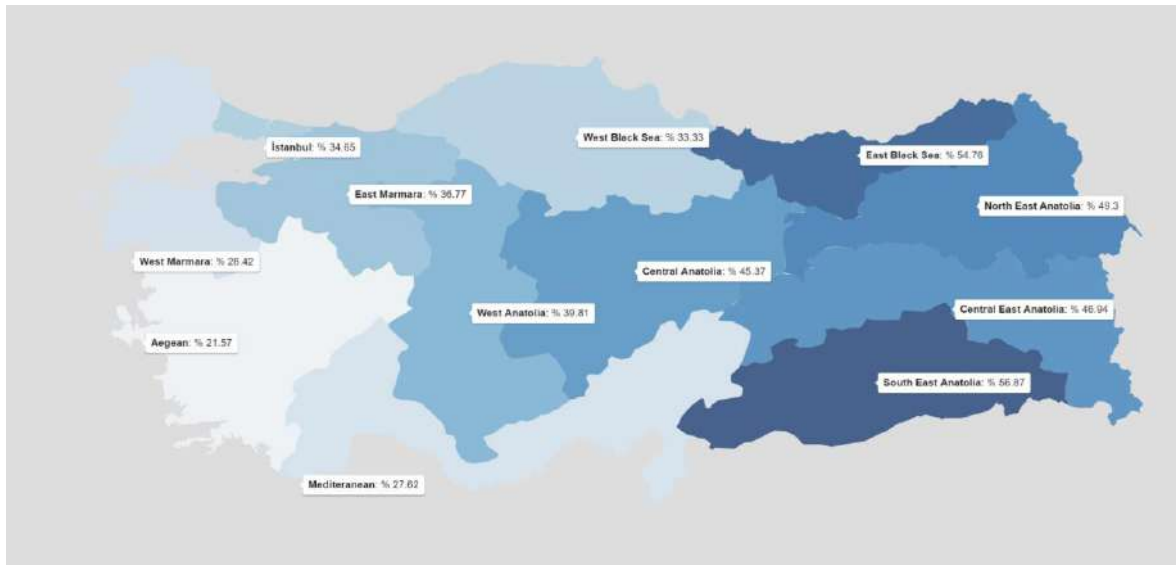 West Black Sea: % 33.33
İstanbul: % 34.65
East Black Sea: % 54.76
East Marmara: % 36.77
North East Anatolia: % 49.3
West Marmara: % 28.42
Central Anatolia: % 45.37
West Anatolia: % 39.81
Central East Anatolia: % 46.94
Aegean: % 21.57
South East Anatolia: % 56.87
Mediteranean: % 27.62